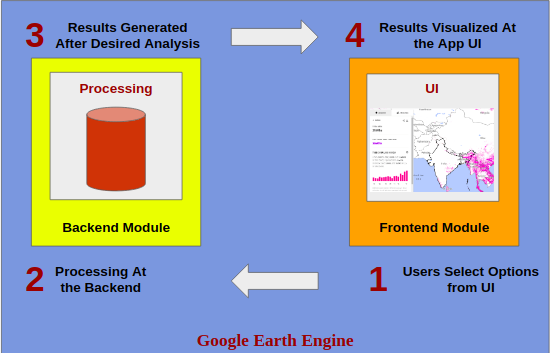 3
Results Generated
After Desired Analysis
4
Results Visualized At
the App UI
Processing
UI
Backend Module
Frontend Module
2
Processing At
the Backend
1
Users Select Options
from UI
Google Earth Engine